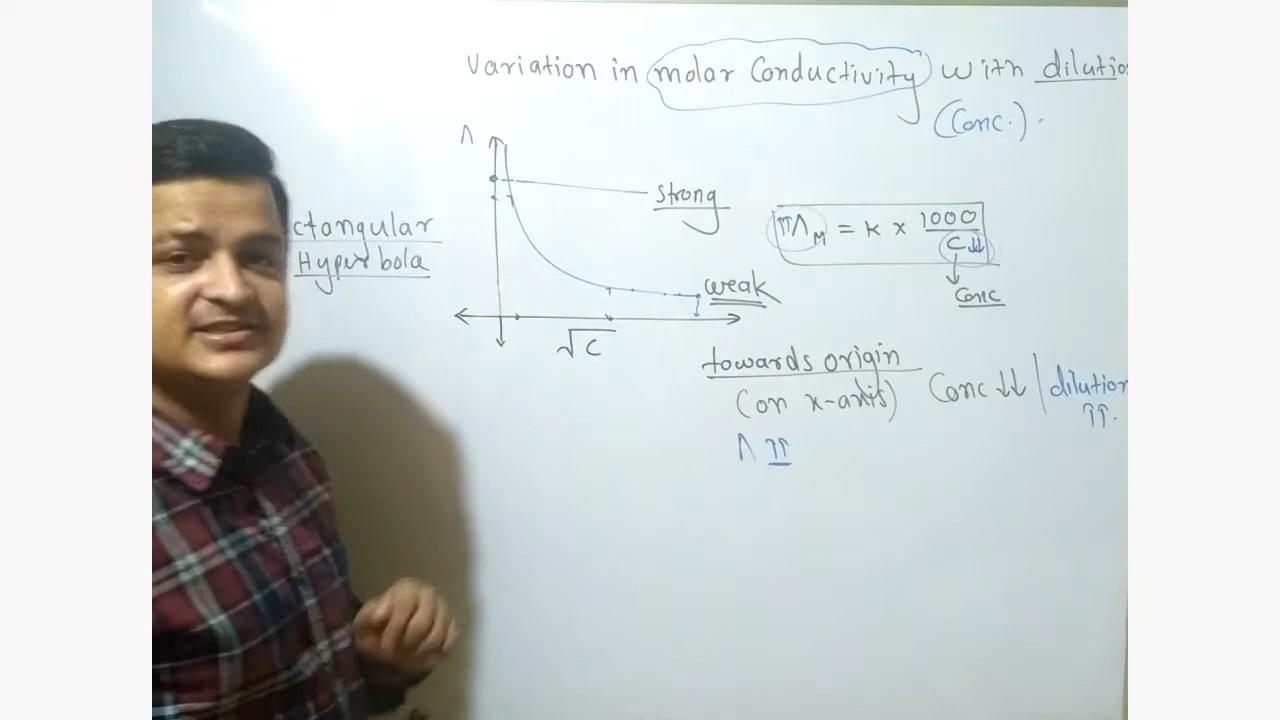 Variation in molar Conductivity with dilutio
(Conc.).
Λ
Strong
ctangular
Hyperbola
↑↑ΛM = K × 1000/C↓↓
Conc
weak
√C
towards origin
(on x-axis) Conc ↓↓ | dilution ↑↑.
Λ ↑↑